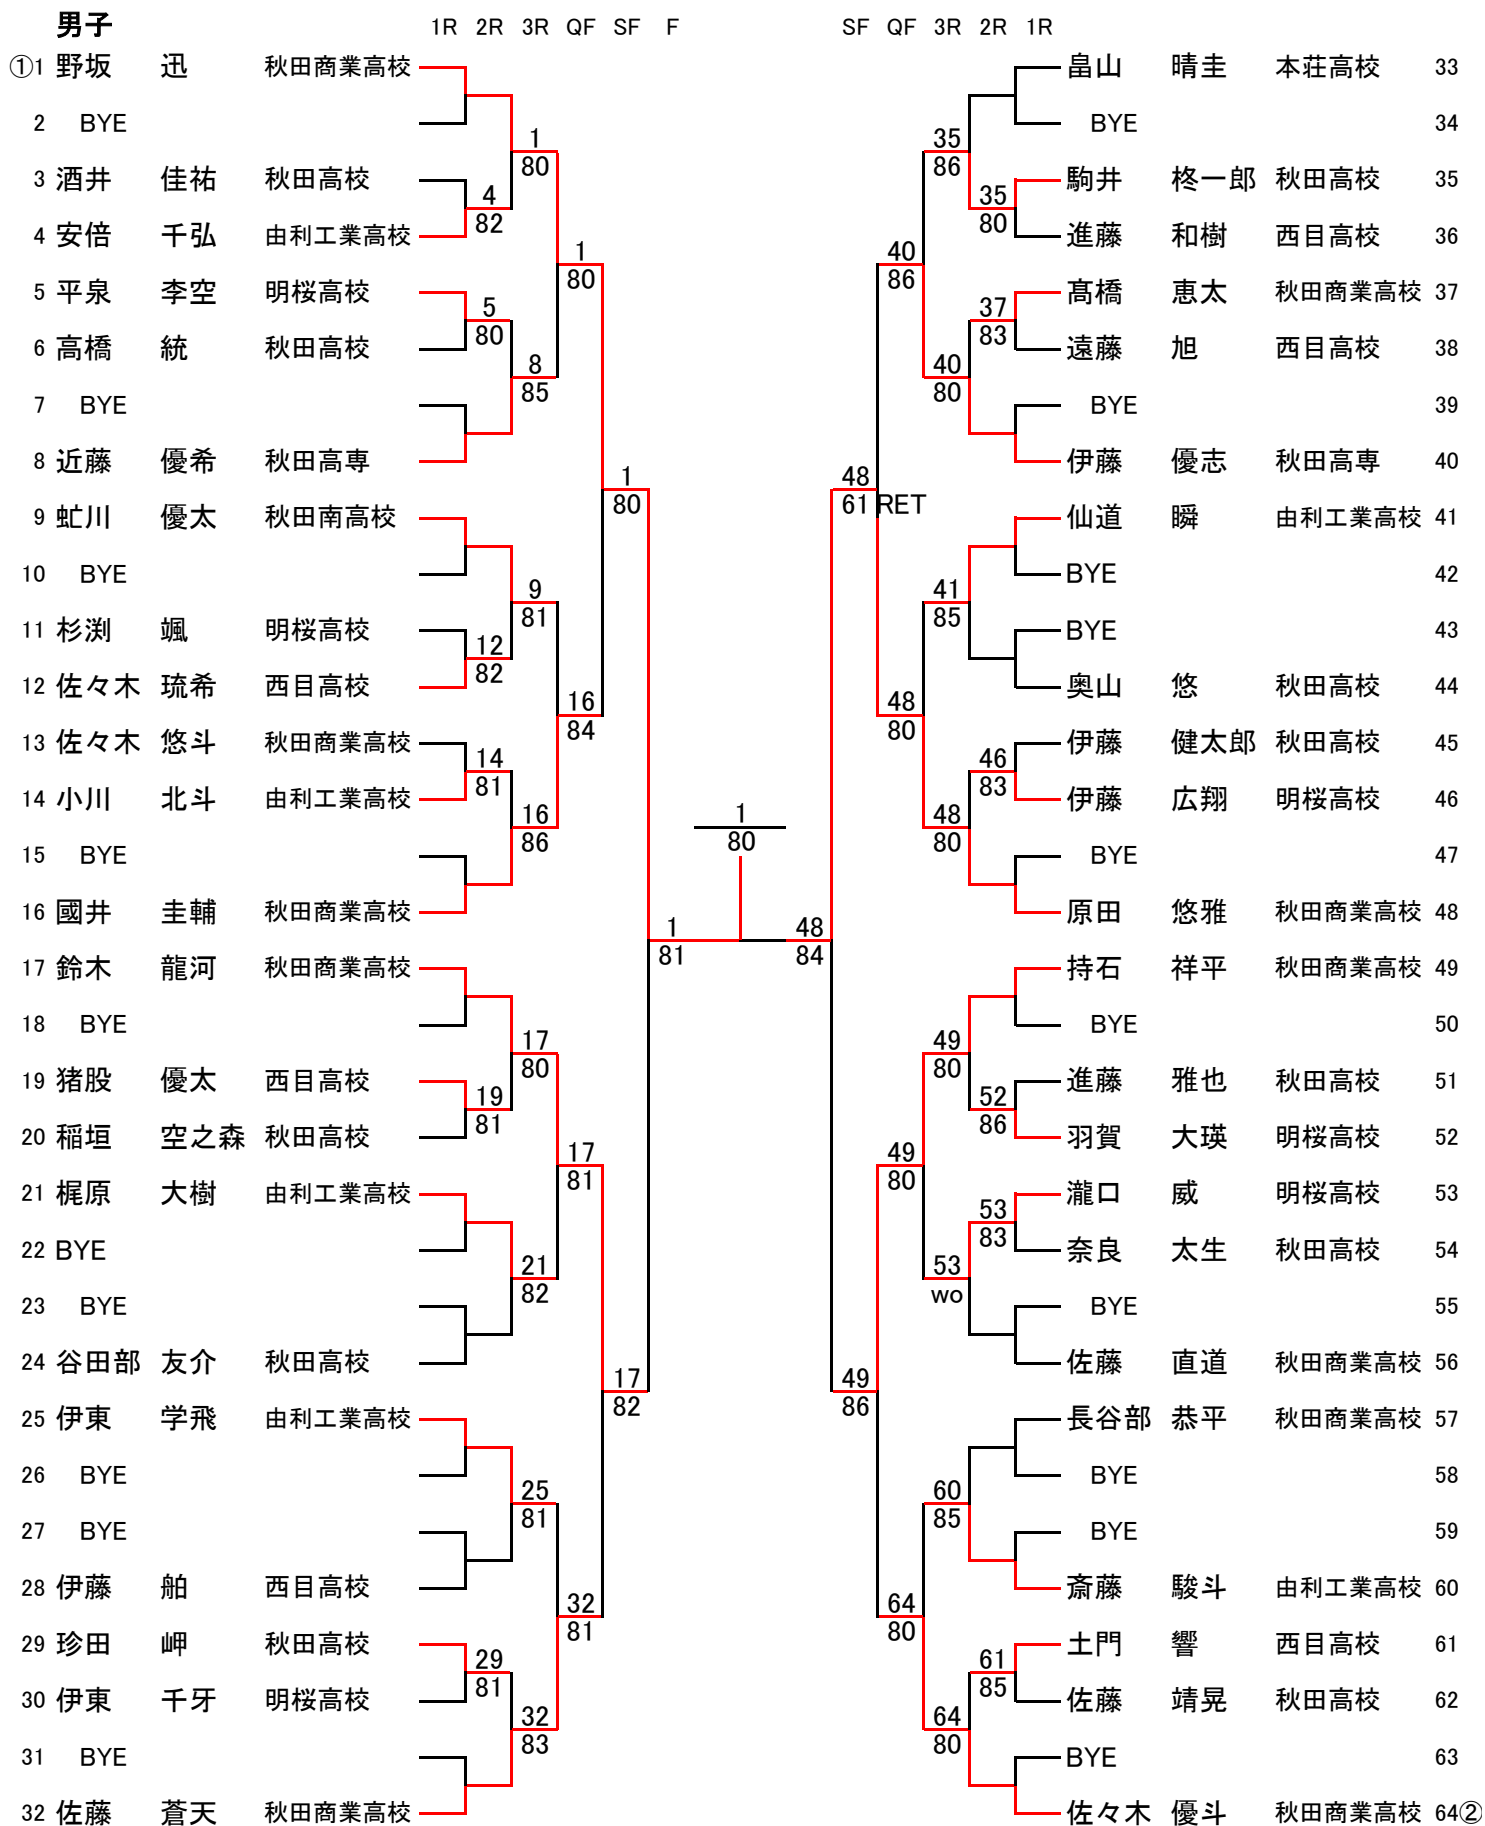 男子 1R 2R 3R QF SF F SF QF 3R 2R 1R
①1 野坂 迅 秋田商業高校 畠山 晴圭 本荘高校 33
2 BYE BYE 34
1 35
80 86
3 酒井 佳祐 秋田高校 駒井 柊一郎 秋田高校 35
4 35
82 80
4 安倍 千弘 由利工業高校 進藤 和樹 西目高校 36
1 40
80 86
5 平泉 李空 明桜高校 髙橋 恵太 秋田商業高校 37
5 37
80 83
6 高橋 統 秋田高校 遠藤 旭 西目高校 38
8 40
85 80
7 BYE BYE 39
8 近藤 優希 秋田高専 伊藤 優志 秋田高専 40
1 48
80 61 RET
9 虻川 優太 秋田南高校 仙道 瞬 由利工業高校 41
10 BYE BYE 42
9 41
81 85
11 杉渕 颯 明桜高校 BYE 43
12
82
12 佐々木 琉希 西目高校 奥山 悠 秋田高校 44
16 48
84 80
13 佐々木 悠斗 秋田商業高校 伊藤 健太郎 秋田高校 45
14 46
81 83
14 小川 北斗 由利工業高校 伊藤 広翔 明桜高校 46
16 1 48
86 80 80
15 BYE BYE 47
16 國井 圭輔 秋田商業高校 原田 悠雅 秋田商業高校 48
1 48
81 84
17 鈴木 龍河 秋田商業高校 持石 祥平 秋田商業高校 49
18 BYE BYE 50
17 49
80 80
19 猪股 優太 西目高校 進藤 雅也 秋田高校 51
19 52
81 86
20 稲垣 空之森 秋田高校 羽賀 大瑛 明桜高校 52
17 49
81 80
21 梶原 大樹 由利工業高校 瀧口 威 明桜高校 53
53
83
22 BYE 奈良 太生 秋田高校 54
21 53
82 wo
23 BYE BYE 55
24 谷田部 友介 秋田高校 佐藤 直道 秋田商業高校 56
17 49
82 86
25 伊東 学飛 由利工業高校 長谷部 恭平 秋田商業高校 57
26 BYE BYE 58
25 60
81 85
27 BYE BYE 59
28 伊藤 舶 西目高校 斎藤 駿斗 由利工業高校 60
32 64
81 80
29 珍田 岬 秋田高校 土門 響 西目高校 61
29 61
81 85
30 伊東 千牙 明桜高校 佐藤 靖晃 秋田高校 62
32 64
83 80
31 BYE BYE 63
32 佐藤 蒼天 秋田商業高校 佐々木 優斗 秋田商業高校 64②